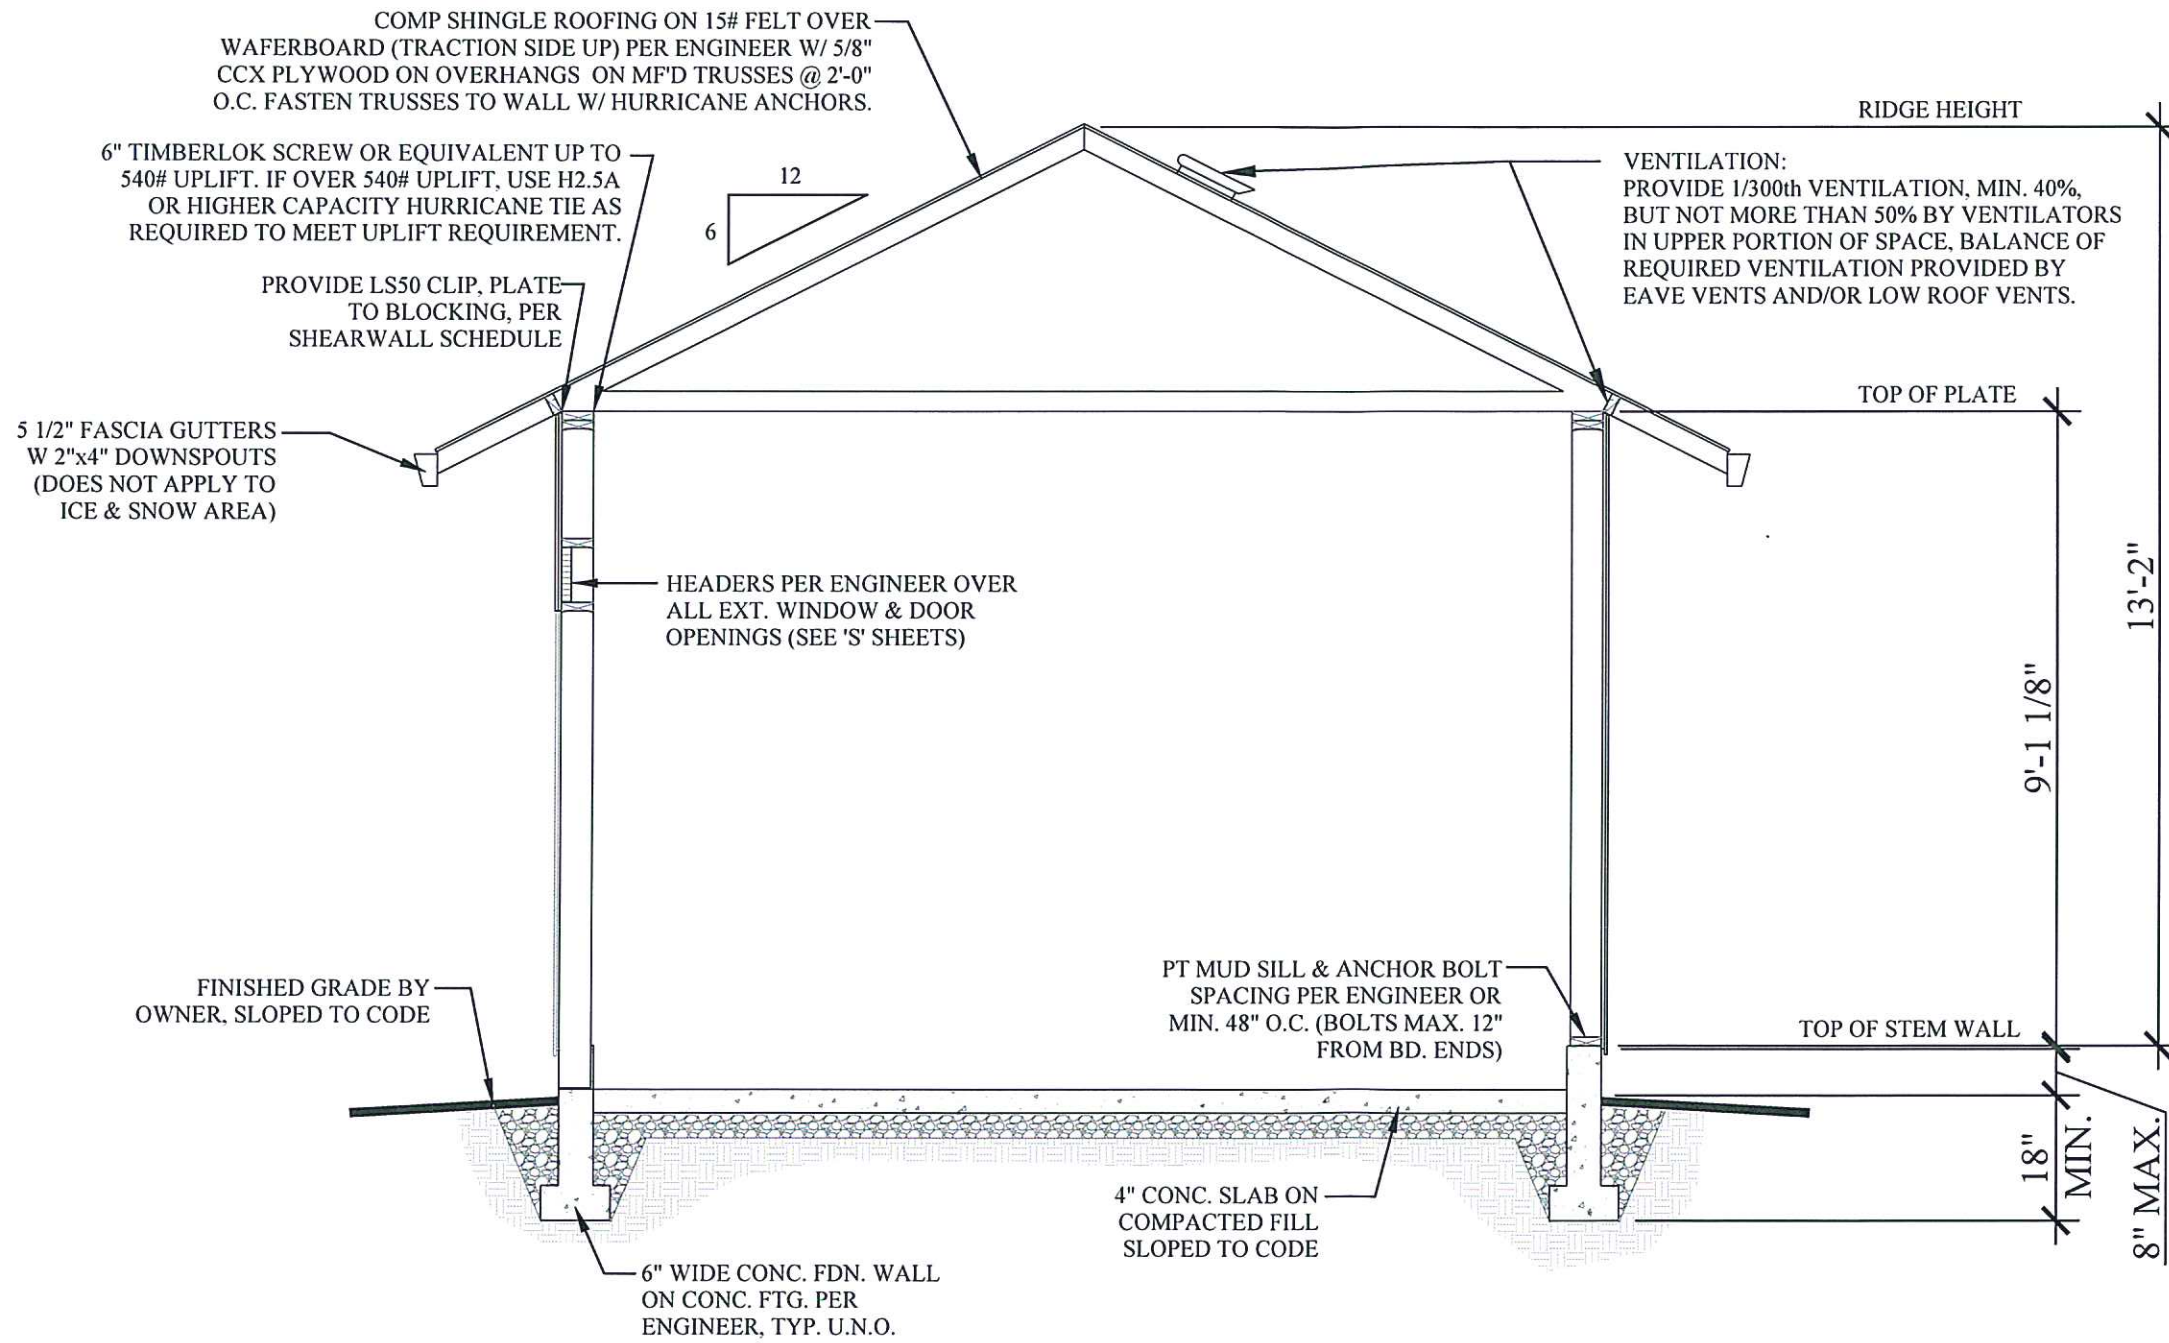 COMP SHINGLE ROOFING ON 15# FELT OVER
WAFERBOARD (TRACTION SIDE UP) PER ENGINEER W/ 5/8"
CCX PLYWOOD ON OVERHANGS ON MF'D TRUSSES @ 2'-0"
O.C. FASTEN TRUSSES TO WALL W/ HURRICANE ANCHORS.
RIDGE HEIGHT
6" TIMBERLOK SCREW OR EQUIVALENT UP TO
540# UPLIFT. IF OVER 540# UPLIFT, USE H2.5A
OR HIGHER CAPACITY HURRICANE TIE AS
REQUIRED TO MEET UPLIFT REQUIREMENT.
12
6
VENTILATION:
PROVIDE 1/300th VENTILATION, MIN. 40%,
BUT NOT MORE THAN 50% BY VENTILATORS
IN UPPER PORTION OF SPACE, BALANCE OF
REQUIRED VENTILATION PROVIDED BY
EAVE VENTS AND/OR LOW ROOF VENTS.
PROVIDE LS50 CLIP, PLATE
TO BLOCKING, PER
SHEARWALL SCHEDULE
TOP OF PLATE
5 1/2" FASCIA GUTTERS
W 2"x4" DOWNSPOUTS
(DOES NOT APPLY TO
ICE & SNOW AREA)
HEADERS PER ENGINEER OVER
ALL EXT. WINDOW & DOOR
OPENINGS (SEE 'S' SHEETS)
13'-2"
9'-1 1/8"
FINISHED GRADE BY
OWNER, SLOPED TO CODE
PT MUD SILL & ANCHOR BOLT
SPACING PER ENGINEER OR
MIN. 48" O.C. (BOLTS MAX. 12"
FROM BD. ENDS)
TOP OF STEM WALL
18"
MIN.
8" MAX.
4" CONC. SLAB ON
COMPACTED FILL
SLOPED TO CODE
6" WIDE CONC. FDN. WALL
ON CONC. FTG. PER
ENGINEER, TYP. U.N.O.